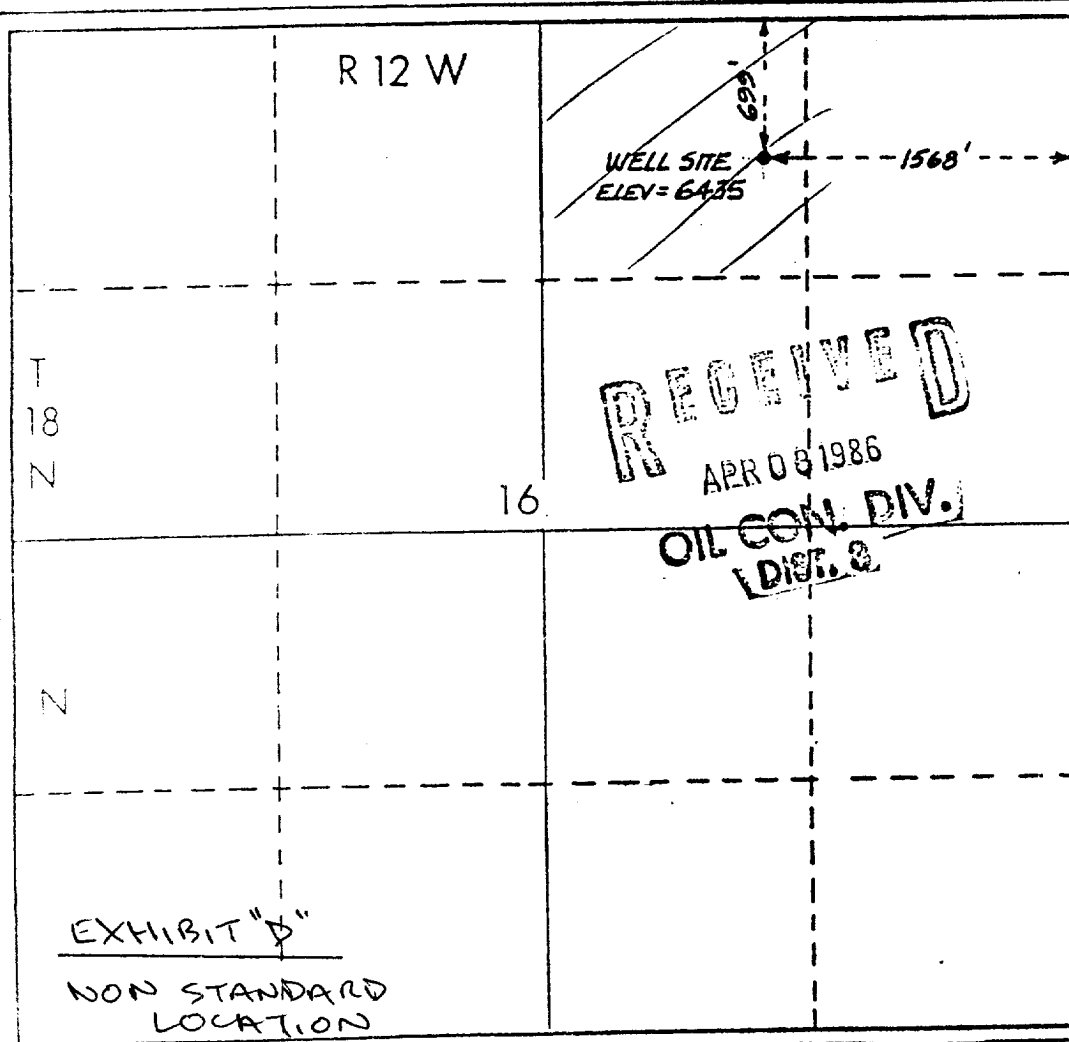 R 12 W
699'
WELL SITE
ELEV = 6435
1568'
T
18
N
RECEIVED
APR 08 1986
OIL CON. DIV.
DIST. 3
16
N
EXHIBIT "D"
NON STANDARD
LOCATION